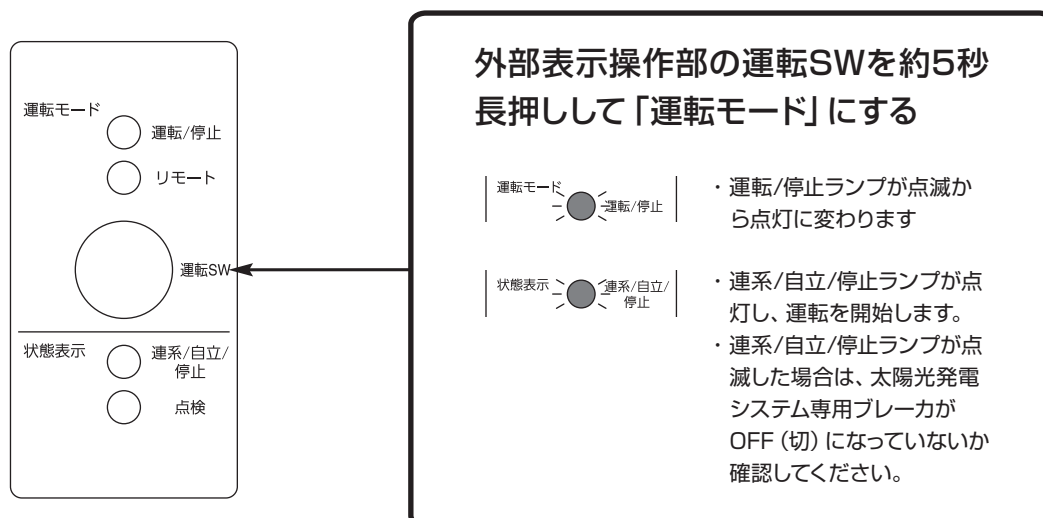 運転モード
運転/停止
リモート
運転SW
状態表示
連系/自立/
停止
点検
外部表示操作部の運転SWを約5秒
長押しして「運転モード」にする
運転モード
運転/停止
・運転/停止ランプが点滅か
ら点灯に変わります
状態表示
連系/自立/
停止
・連系/自立/停止ランプが点
灯し、運転を開始します。
・連系/自立/停止ランプが点
滅した場合は、太陽光発電
システム専用ブレーカが
OFF（切）になっていないか
確認してください。